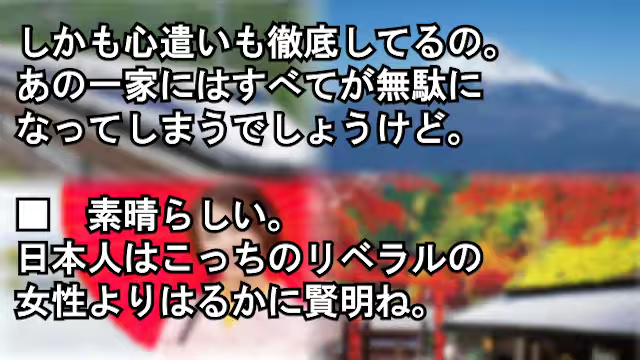 しかも心遣いも徹底してるの。
あの一家にはすべてが無駄に
なってしまうでしょうけど。
■　素晴らしい。
日本人はこっちのリベラルの
女性よりはるかに賢明ね。